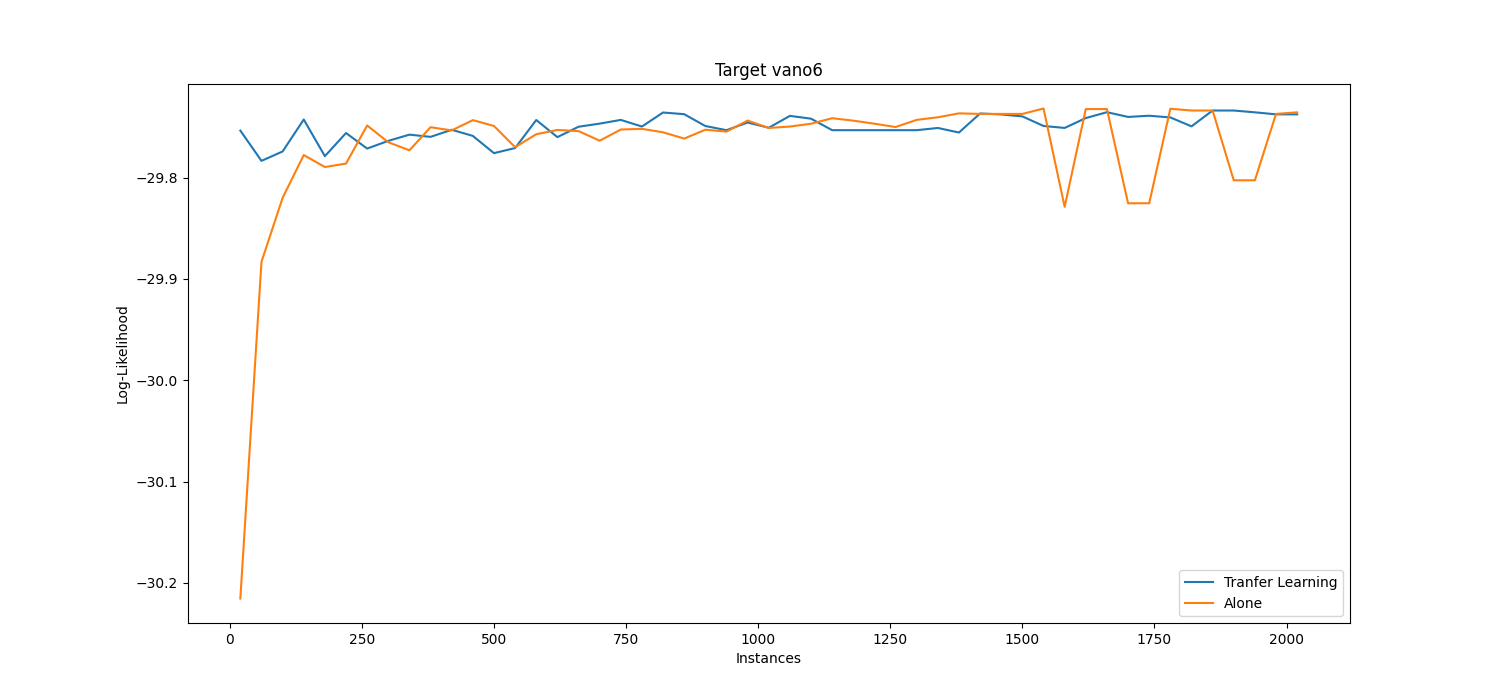 Target vano6
Log-Likelihood
−29.8
−29.9
−30.0
−30.1
−30.2
0
250
500
750
1000
1250
1500
1750
2000
Instances
Tranfer Learning
Alone